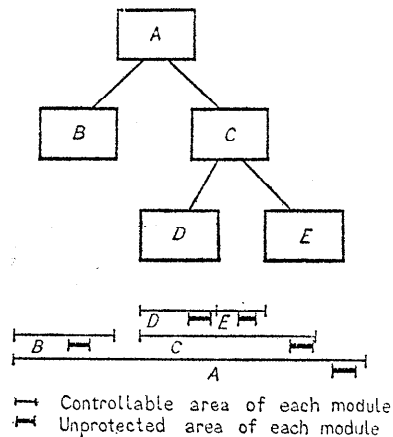 A
B
C
D
E
D E
B C
A
Controllable area of each module
Unprotected area of each module